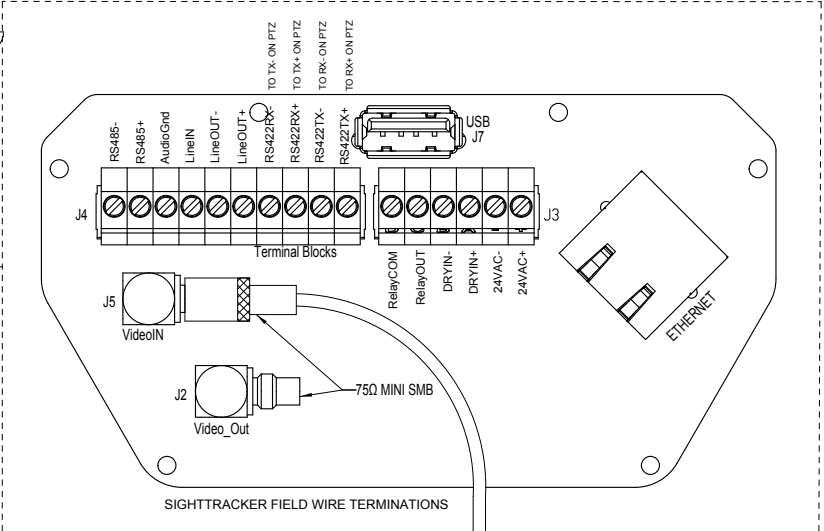 TO TX- ON PTZ
TO TX+ ON PTZ
TO RX- ON PTZ
TO RX+ ON PTZ
RS485-
RS485+
AudioGnd
LineIN
LineOUT-
LineOUT+
RS422RX-
RS422RX+
RS422TX-
RS422TX+
USB
J7
J4
J3
Terminal Blocks
RelayCOM
RelayOUT
DRYIN-
DRYIN+
24VAC-
24VAC+
ETHERNET
J5
VideoIN
J2
75Ω MINI SMB
Video_Out
SIGHTTRACKER FIELD WIRE TERMINATIONS